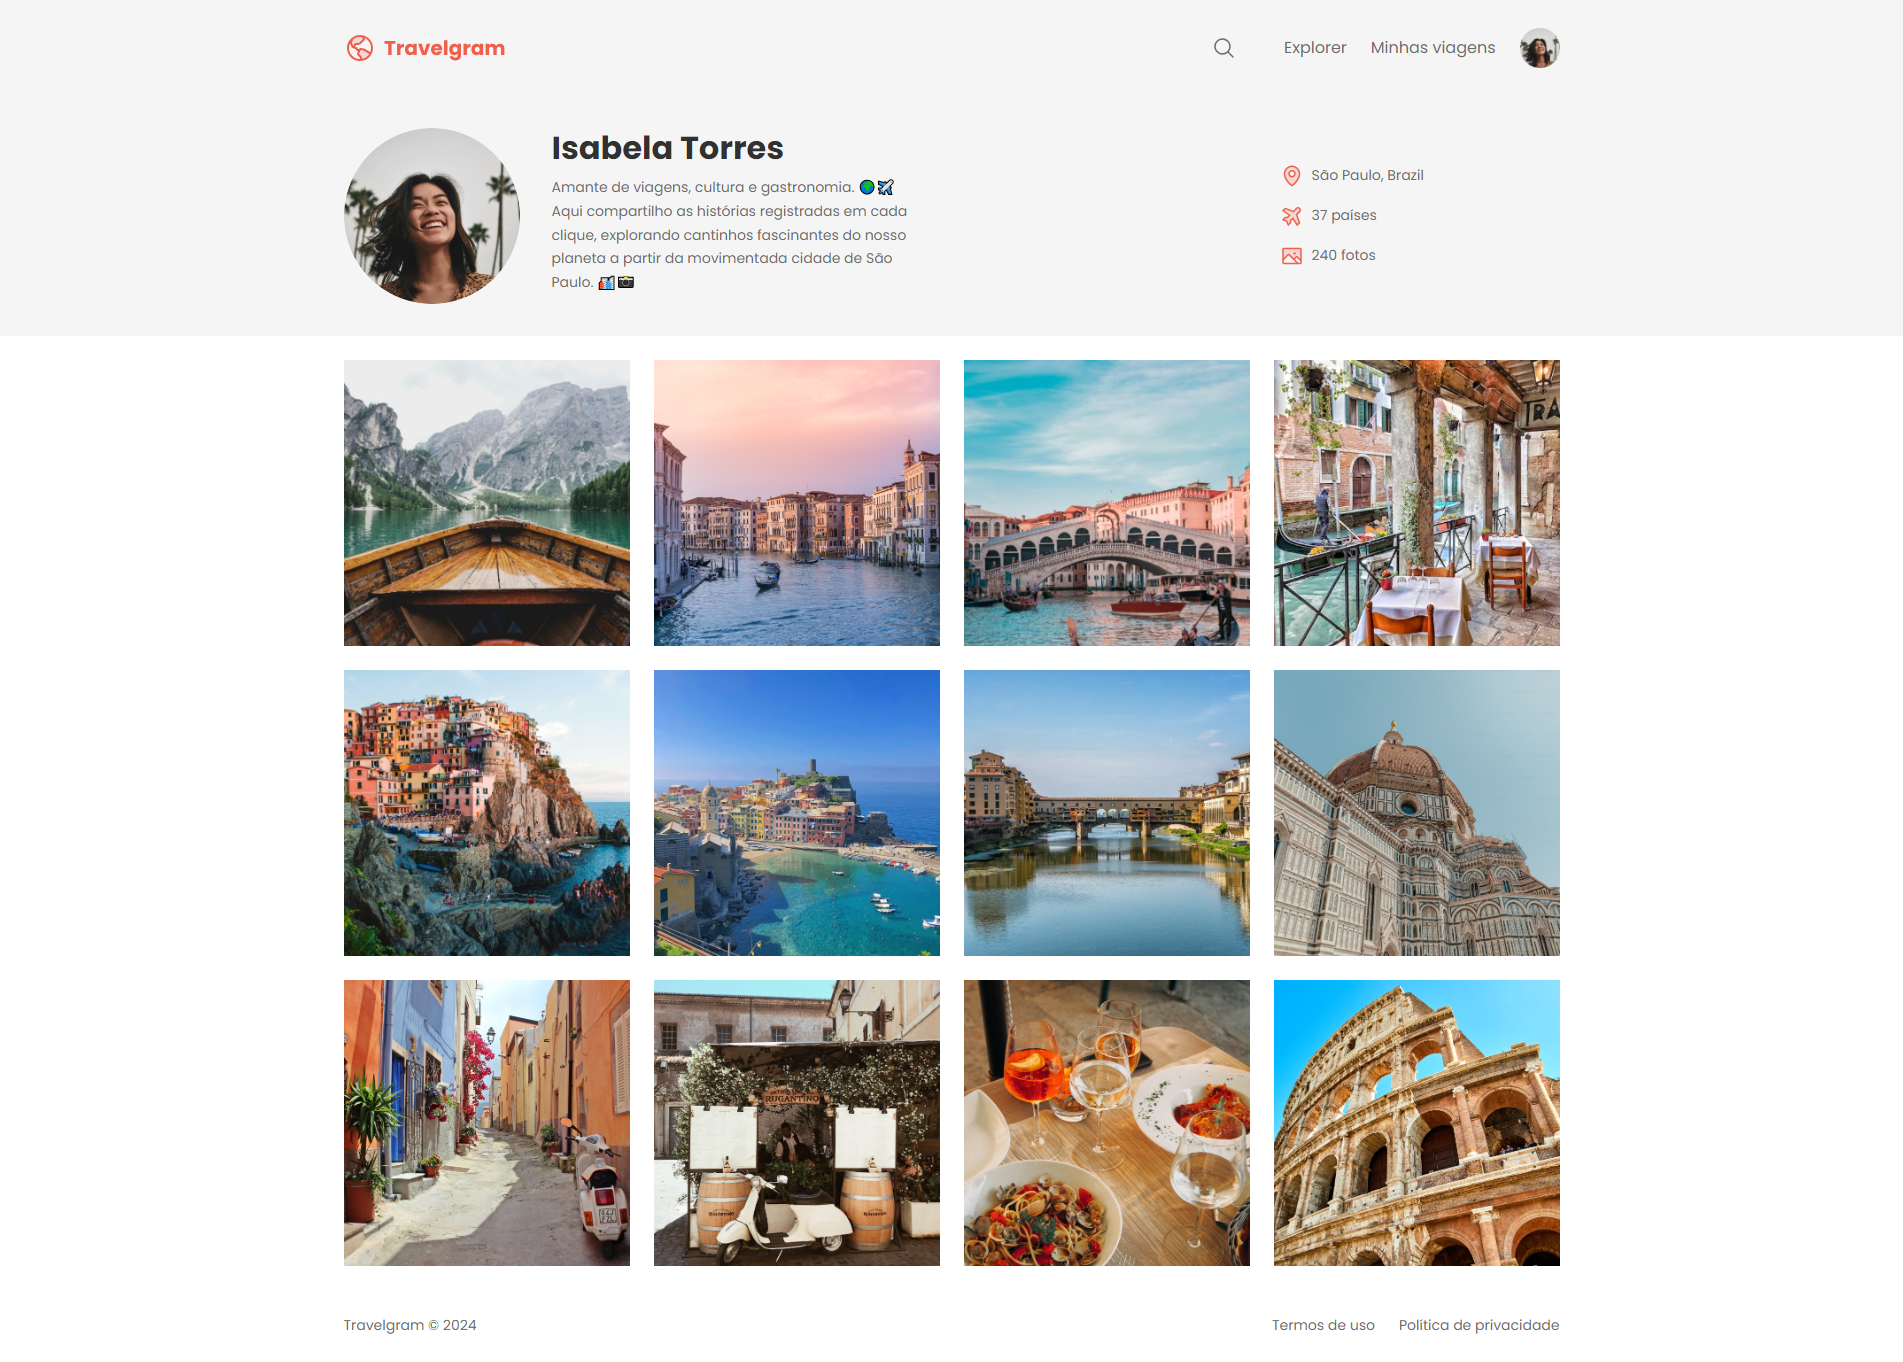 Travelgram
Explorer
Minhas viagens
Isabela Torres
Amante de viagens, cultura e gastronomia. 🌍✈️
Aqui compartilho as histórias registradas em cada
clique, explorando cantinhos fascinantes do nosso
planeta a partir da movimentada cidade de São
Paulo. 🏙️📷
São Paulo, Brazil
37 países
240 fotos
RUGANTINO
Travelgram © 2024
Termos de uso
Política de privacidade